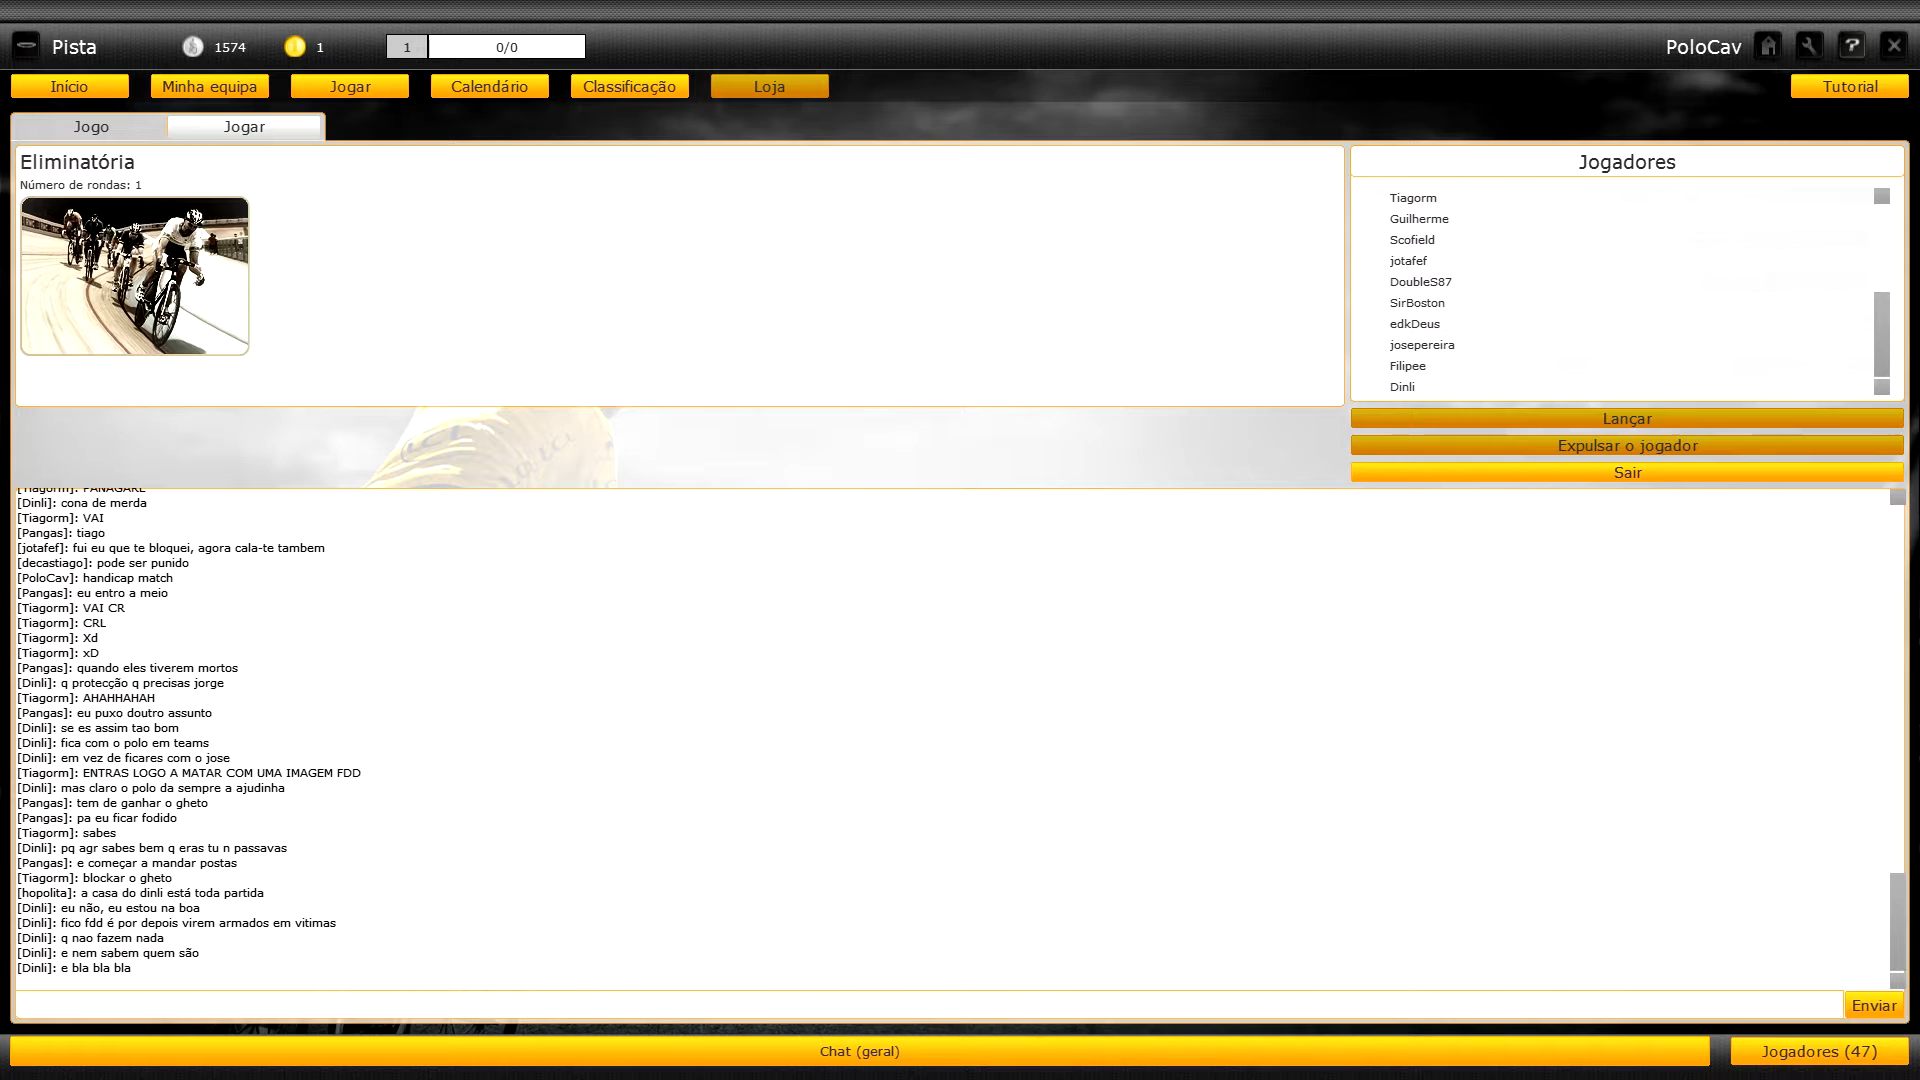 Pista
1574
1
1
0/0
PoloCav
Início
Minha equipa
Jogar
Calendário
Classificação
Loja
Tutorial
Jogo
Jogar
Eliminatória
Número de rondas: 1
Jogadores
Tiagorm
Guilherme
Scofield
jotafef
DoubleS87
SirBoston
edkDeus
josepereira
Filipee
Dinli
Lançar
Expulsar o jogador
Sair
[Tiagorm]: PANAGARL
[Dinli]: cona de merda
[Tiagorm]: VAI
[Pangas]: tiago
[jotafef]: fui eu que te bloquei, agora cala-te tambem
[decastiago]: pode ser punido
[PoloCav]: handicap match
[Pangas]: eu entro a meio
[Tiagorm]: VAI CR
[Tiagorm]: CRL
[Tiagorm]: Xd
[Tiagorm]: xD
[Pangas]: quando eles tiverem mortos
[Dinli]: q protecção q precisas jorge
[Tiagorm]: AHAHHAHAH
[Pangas]: eu puxo doutro assunto
[Dinli]: se es assim tao bom
[Dinli]: fica com o polo em teams
[Dinli]: em vez de ficares com o jose
[Tiagorm]: ENTRAS LOGO A MATAR COM UMA IMAGEM FDD
[Dinli]: mas claro o polo da sempre a ajudinha
[Pangas]: tem de ganhar o gheto
[Pangas]: pa eu ficar fodido
[Tiagorm]: sabes
[Dinli]: pq agr sabes bem q eras tu n passavas
[Pangas]: e começar a mandar postas
[Tiagorm]: blockar o gheto
[hopolita]: a casa do dinli está toda partida
[Dinli]: eu não, eu estou na boa
[Dinli]: fico fdd é por depois virem armados em vitimas
[Dinli]: q nao fazem nada
[Dinli]: e nem sabem quem são
[Dinli]: e bla bla bla
Enviar
Chat (geral)
Jogadores (47)